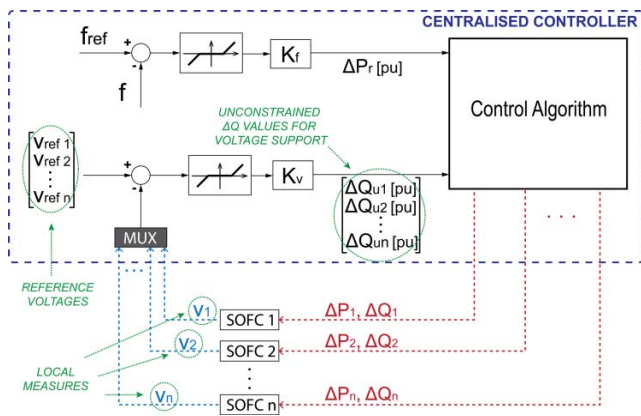 CENTRALISED CONTROLLER
fref
+
-
f
Kf
ΔPr [pu]
Control Algorithm
UNCONSTRAINED
ΔQ VALUES FOR
VOLTAGE SUPPORT
Vref 1
Vref 2
⋮
Vref n
+
-
Kv
ΔQu1 [pu]
ΔQu2 [pu]
⋮
ΔQun [pu]
. . .
MUX
...
REFERENCE
VOLTAGES
V1
SOFC 1
ΔP1, ΔQ1
V2
SOFC 2
ΔP2, ΔQ2
⋮
LOCAL
MEASURES
Vn
SOFC n
ΔPn, ΔQn